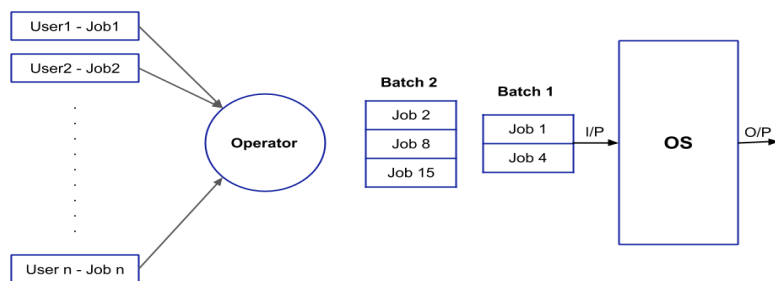 User1 - Job1
User2 - Job2
User n - Job n
Operator
Batch 2
Job 2
Job 8
Job 15
Batch 1
Job 1
Job 4
I/P
OS
O/P